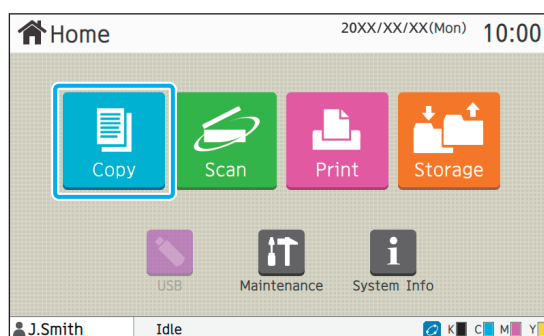 Home 20XX/XX/XX(Mon) 10:00
Copy Scan Print Storage
USB Maintenance System Info
J.Smith Idle K C M Y